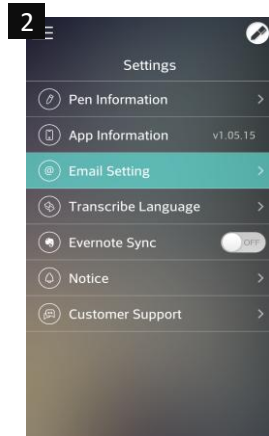 2
Settings
Pen Information
App Information v1.05.15
@ Email Setting
Transcribe Language
Evernote Sync OFF
Notice
Customer Support